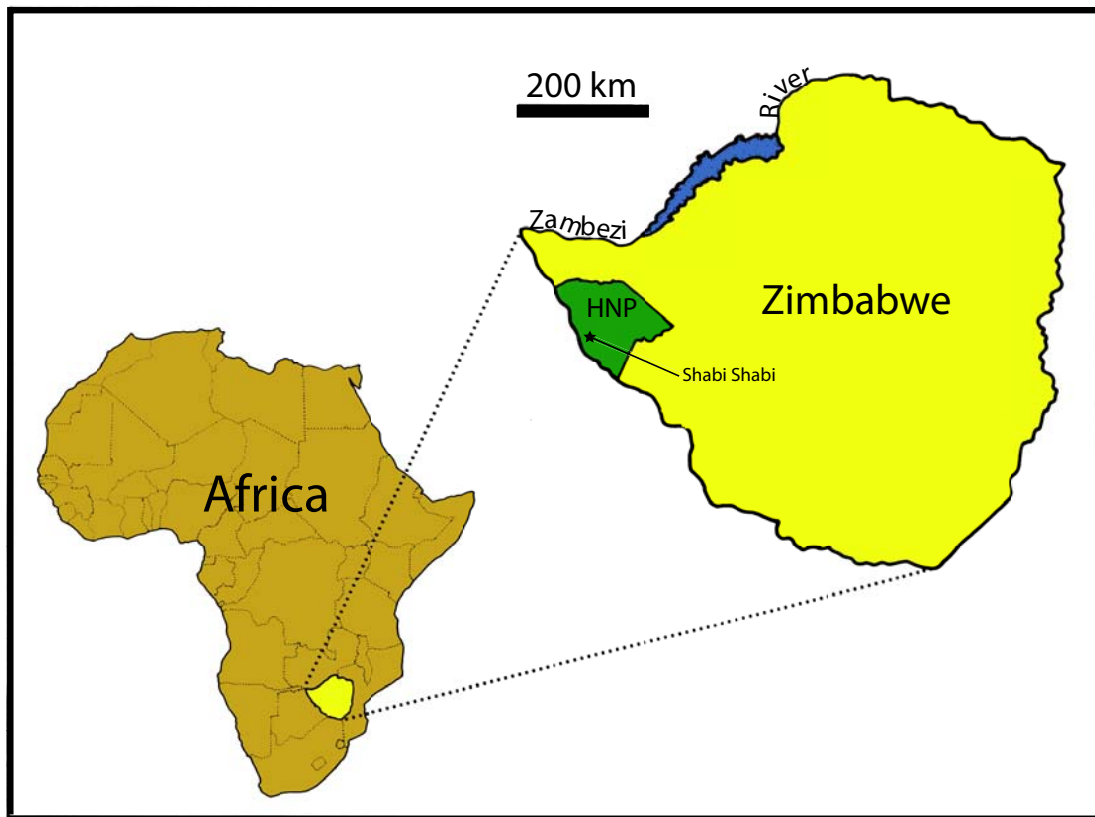 200 km
River
Zambezi
Zimbabwe
HNP
Shabi Shabi
Africa